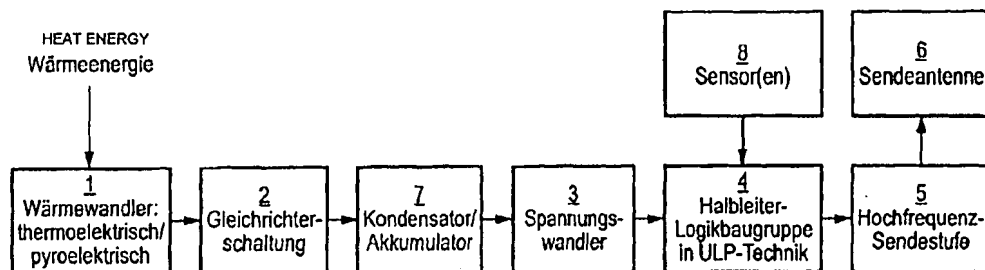 HEAT ENERGY
Wärmeenergie
8
Sensor(en)
6
Sendeantenne
1
Wärmewandler:
thermoelektrisch/
pyroelektrisch
2
Gleichrichter-
schaltung
7
Kondensator/
Akkumulator
3
Spannungs-
wandler
4
Halbleiter-
Logikbaugruppe
in ULP-Technik
5
Hochfrequenz-
Sendestufe